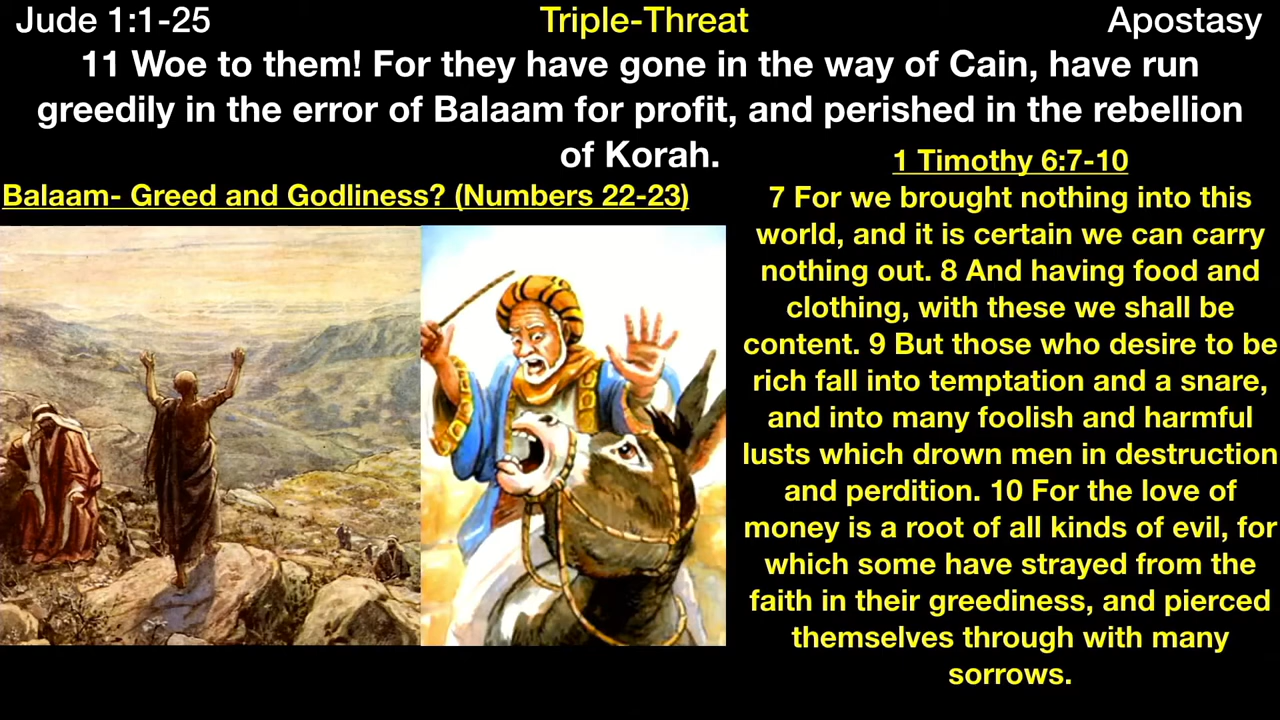 Jude 1:1-25
Triple-Threat
Apostasy
11 Woe to them! For they have gone in the way of Cain, have run
greedily in the error of Balaam for profit, and perished in the rebellion
of Korah.
Balaam- Greed and Godliness? (Numbers 22-23)
1 Timothy 6:7-10
7 For we brought nothing into this
world, and it is certain we can carry
nothing out. 8 And having food and
clothing, with these we shall be
content. 9 But those who desire to be
rich fall into temptation and a snare,
and into many foolish and harmful
lusts which drown men in destruction
and perdition. 10 For the love of
money is a root of all kinds of evil, for
which some have strayed from the
faith in their greediness, and pierced
themselves through with many
sorrows.